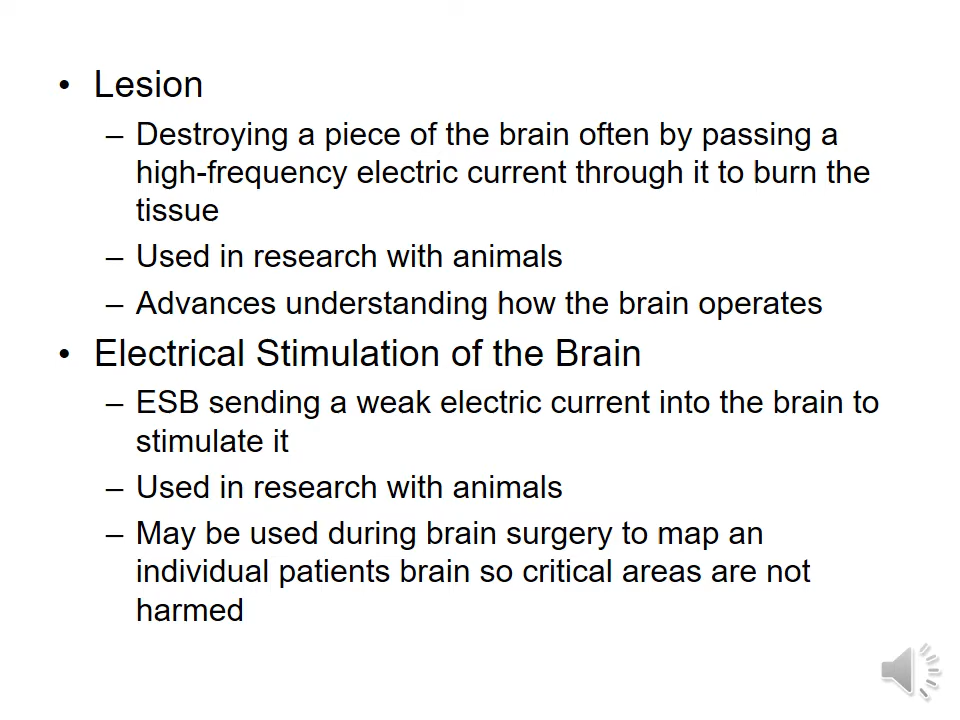 • Lesion
– Destroying a piece of the brain often by passing a
high-frequency electric current through it to burn the
tissue
– Used in research with animals
– Advances understanding how the brain operates
• Electrical Stimulation of the Brain
– ESB sending a weak electric current into the brain to
stimulate it
– Used in research with animals
– May be used during brain surgery to map an
individual patients brain so critical areas are not
harmed